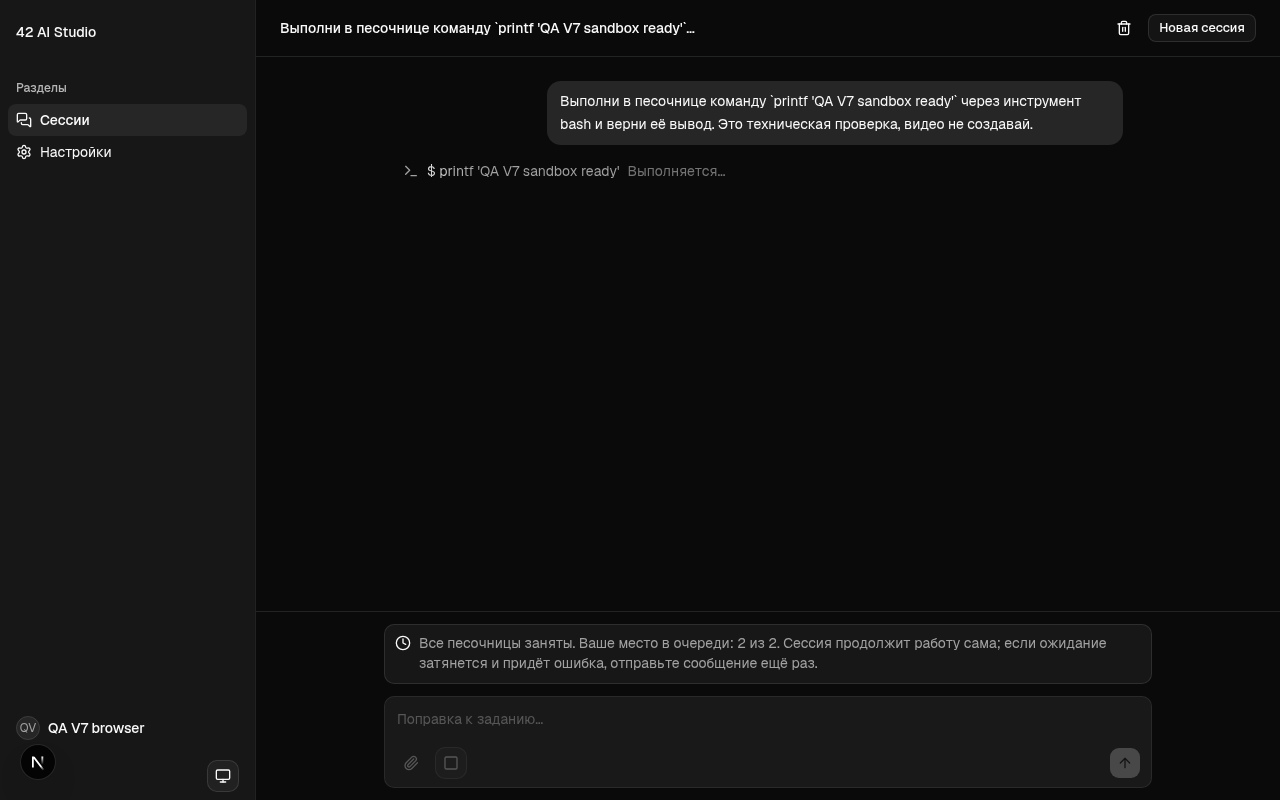 42 AI Studio
Выполни в песочнице команду `printf 'QA V7 sandbox ready'`...
Новая сессия
Разделы
Сессии
Настройки
Выполни в песочнице команду `printf 'QA V7 sandbox ready'` через инструмент
bash и верни её вывод. Это техническая проверка, видео не создавай.
$ printf 'QA V7 sandbox ready' Выполняется...
Все песочницы заняты. Ваше место в очереди: 2 из 2. Сессия продолжит работу сама; если ожидание
затянется и придёт ошибка, отправьте сообщение ещё раз.
Поправка к заданию...
QV
QA V7 browser
N